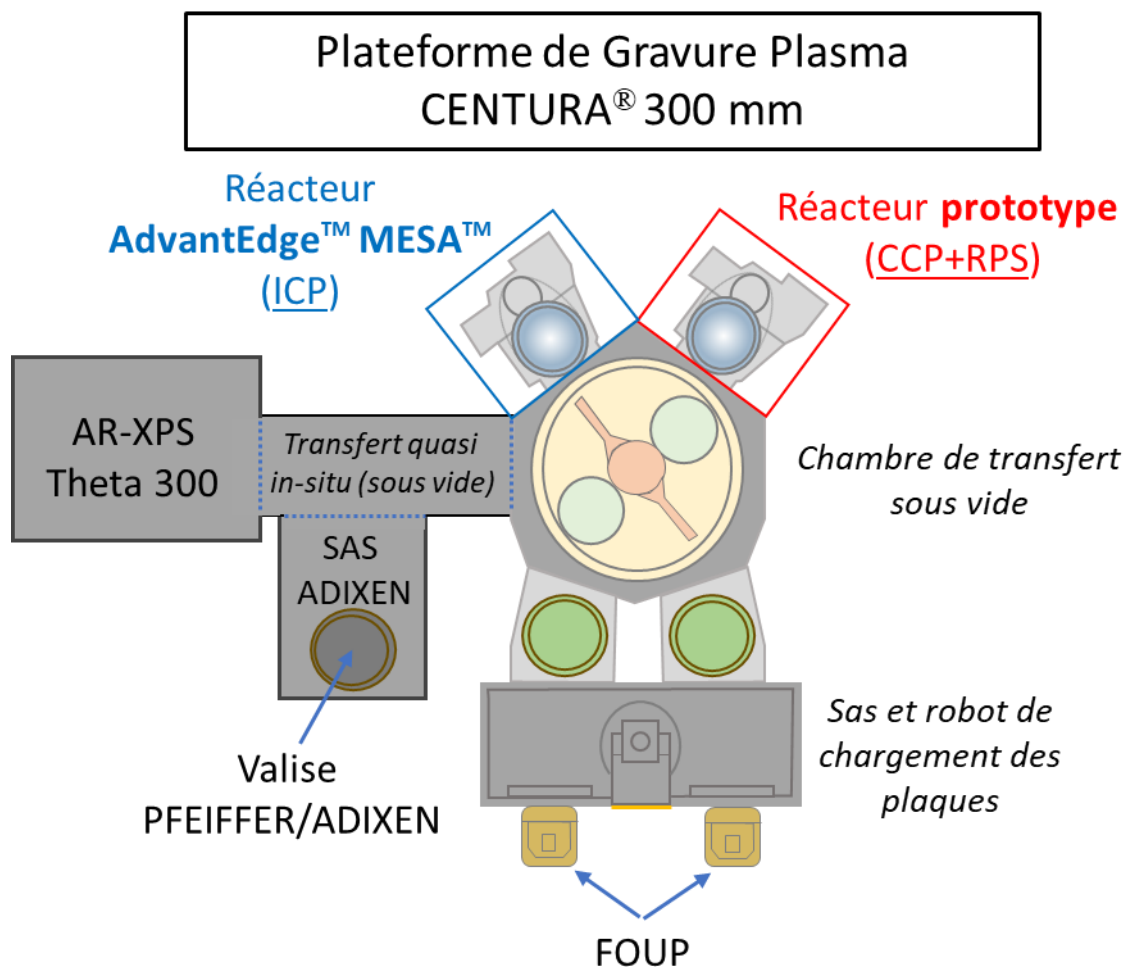 Plateforme de Gravure Plasma
CENTURA® 300 mm
Réacteur
AdvantEdge™ MESA™
(ICP)
Réacteur prototype
(CCP+RPS)
AR-XPS
Theta 300
Transfert quasi
in-situ (sous vide)
Chambre de transfert
sous vide
SAS
ADIXEN
Valise
PFEIFFER/ADIXEN
Sas et robot de
chargement des
plaques
FOUP